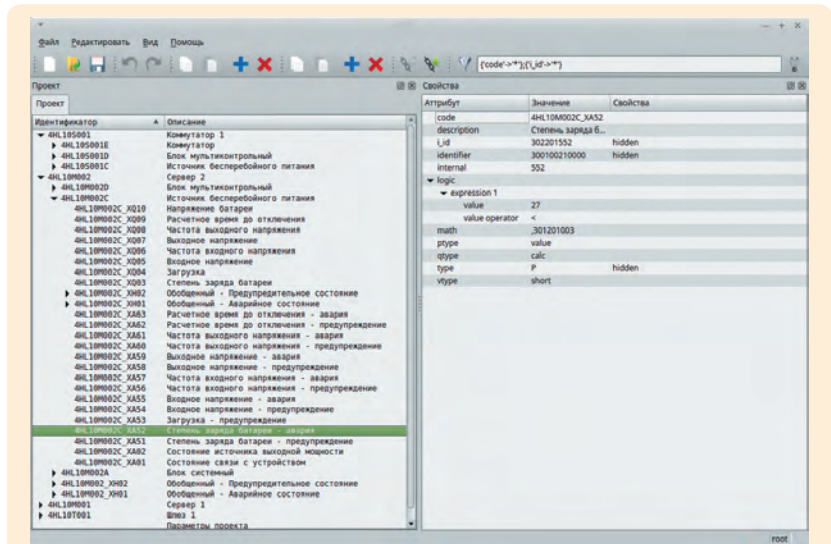 Файл Редактировать Вид Помощь
{'code'->'*'};{'i_id'->'*'}
Проект
Проект
Идентификатор Описание
4HL10S001 Коммутатор 1
4HL10S001E Коммутатор
4HL10S001D Блок мультиконтрольный
4HL10S001C Источник бесперебойного питания
4HL10M002 Сервер 2
4HL10M002D Блок мультиконтрольный
4HL10M002C Источник бесперебойного питания
4HL10M002C_XQ10 Напряжение батареи
4HL10M002C_XQ09 Расчетное время до отключения
4HL10M002C_XQ08 Частота выходного напряжения
4HL10M002C_XQ07 Выходное напряжение
4HL10M002C_XQ06 Частота входного напряжения
4HL10M002C_XQ05 Входное напряжение
4HL10M002C_XQ04 Загрузка
4HL10M002C_XQ03 Степень заряда батареи
4HL10M002C_XH02 Обобщенный - Предупредительное состояние
4HL10M002C_XH01 Обобщенный - Аварийное состояние
4HL10M002C_XA63 Расчетное время до отключения - авария
4HL10M002C_XA62 Расчетное время до отключения - предупреждение
4HL10M002C_XA61 Частота выходного напряжения - авария
4HL10M002C_XA60 Частота выходного напряжения - предупреждение
4HL10M002C_XA59 Выходное напряжение - авария
4HL10M002C_XA58 Выходное напряжение - предупреждение
4HL10M002C_XA57 Частота входного напряжения - авария
4HL10M002C_XA56 Частота входного напряжения - предупреждение
4HL10M002C_XA55 Входное напряжение - авария
4HL10M002C_XA54 Входное напряжение - предупреждение
4HL10M002C_XA53 Загрузка - предупреждение
4HL10M002C_XA52 Степень заряда батареи - авария
4HL10M002C_XA51 Степень заряда батареи - предупреждение
4HL10M002C_XA02 Состояние источника выходной мощности
4HL10M002C_XA01 Состояние связи с устройством
4HL10M002A Блок системный
4HL10M002_XH02 Обобщенный - Предупредительное состояние
4HL10M002_XH01 Обобщенный - Аварийное состояние
4HL10M001 Сервер 1
4HL10T001 Шлюз 1
Параметры проекта
Свойства
Аттрибут Значение Свойства
code 4HL10M002C_XA52
description Степень заряда б...
i_id 302201552 hidden
identifier 300100210000 hidden
internal 552
logic
expression 1
value 27
value operator <
math _301201003
ptype value
qtype calc
type P hidden
vtype short
root